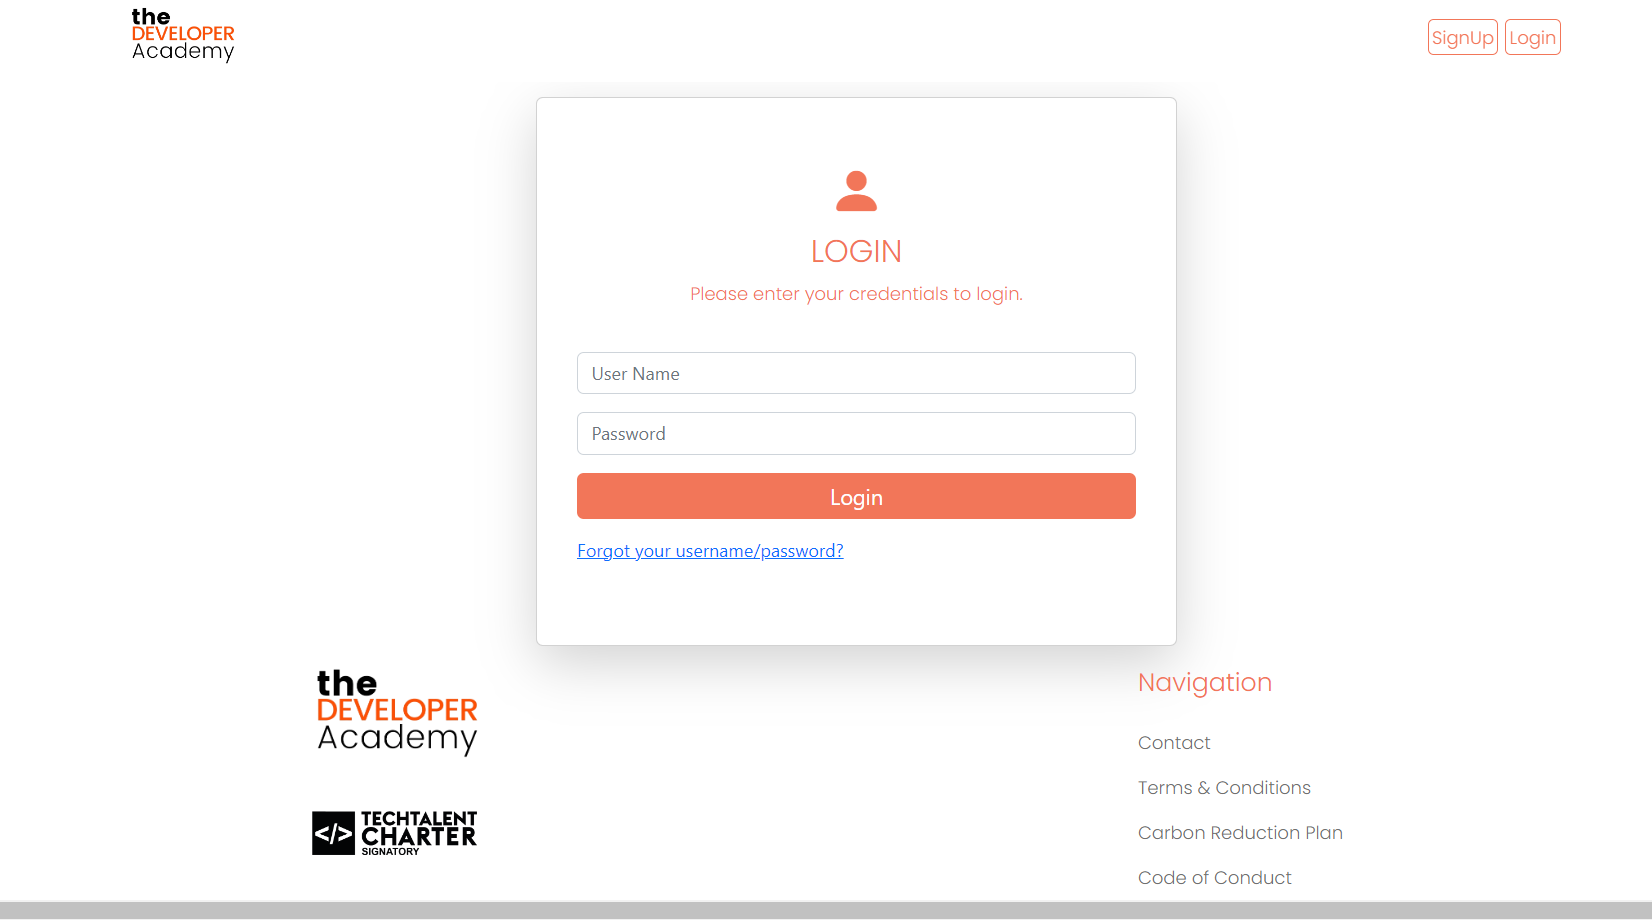 the
DEVELOPER
Academy
SignUp
Login
LOGIN
Please enter your credentials to login.
User Name
Password
Login
Forgot your username/password?
the
DEVELOPER
Academy
</> TECHTALENT
CHARTER
SIGNATORY
Navigation
Contact
Terms & Conditions
Carbon Reduction Plan
Code of Conduct